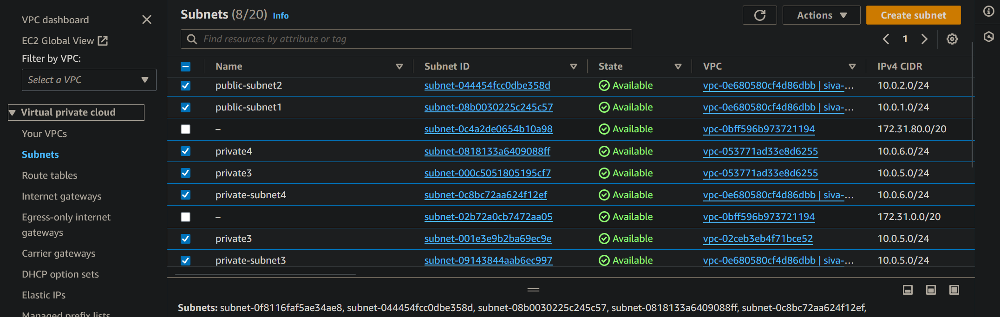 VPC dashboard
EC2 Global View
Filter by VPC:
Select a VPC
Virtual private cloud
Your VPCs
Subnets
Route tables
Internet gateways
Egress-only internet
gateways
Carrier gateways
DHCP option sets
Elastic IPs
Managed prefix lists
Subnets (8/20) Info
Actions
Create subnet
Find resources by attribute or tag
1
Name Subnet ID State VPC IPv4 CIDR
public-subnet2 subnet-044454fcc0dbe358d Available vpc-0e680580cf4d86dbb | siva-... 10.0.2.0/24
public-subnet1 subnet-08b0030225c245c57 Available vpc-0e680580cf4d86dbb | siva-... 10.0.1.0/24
– subnet-0c4a2de0654b10a98 Available vpc-0bff596b973721194 172.31.80.0/20
private4 subnet-0818133a6409088ff Available vpc-053771ad33e8d6255 10.0.6.0/24
private3 subnet-000c5051805195cf7 Available vpc-053771ad33e8d6255 10.0.5.0/24
private-subnet4 subnet-0c8bc72aa624f12ef Available vpc-0e680580cf4d86dbb | siva-... 10.0.6.0/24
– subnet-02b72a0cb7472aa05 Available vpc-0bff596b973721194 172.31.0.0/20
private3 subnet-001e3e9b2ba69ec9e Available vpc-02ceb3eb4f71bce52 10.0.5.0/24
private-subnet3 subnet-09143844aab6ec997 Available vpc-0e680580cf4d86dbb | siva-... 10.0.5.0/24
Subnets: subnet-0f8116faf5ae34ae8, subnet-044454fcc0dbe358d, subnet-08b0030225c245c57, subnet-0818133a6409088ff, subnet-0c8bc72aa624f12ef,